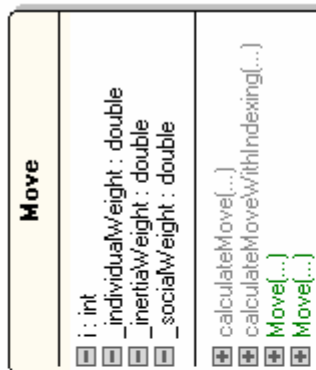 Move
i : int
_individualWeight : double
_inertiaWeight : double
_socialWeight : double
calculateMove(...)
calculateMoveWithIndexing(...)
Move(...)
Move(...)